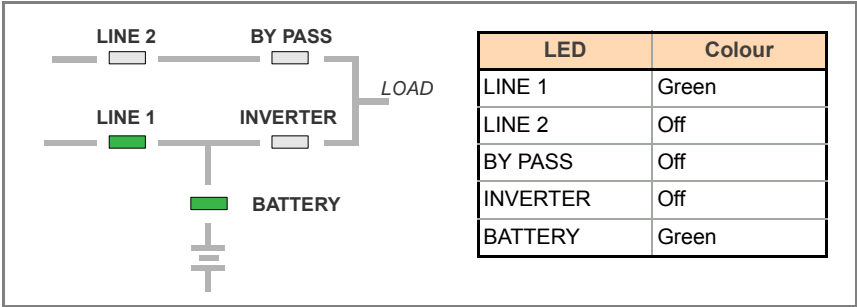 LINE 2 BY PASS
LOAD
LINE 1 INVERTER
BATTERY
LED Colour
LINE 1 Green
LINE 2 Off
BY PASS Off
INVERTER Off
BATTERY Green